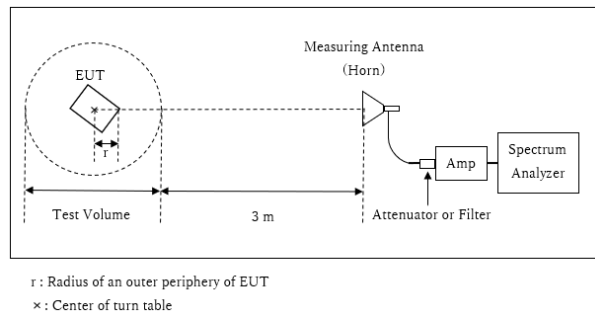 Measuring Antenna
(Horn)
EUT
r
Amp
Spectrum
Analyzer
Test Volume
3 m
Attenuator or Filter
r : Radius of an outer periphery of EUT
× : Center of turn table